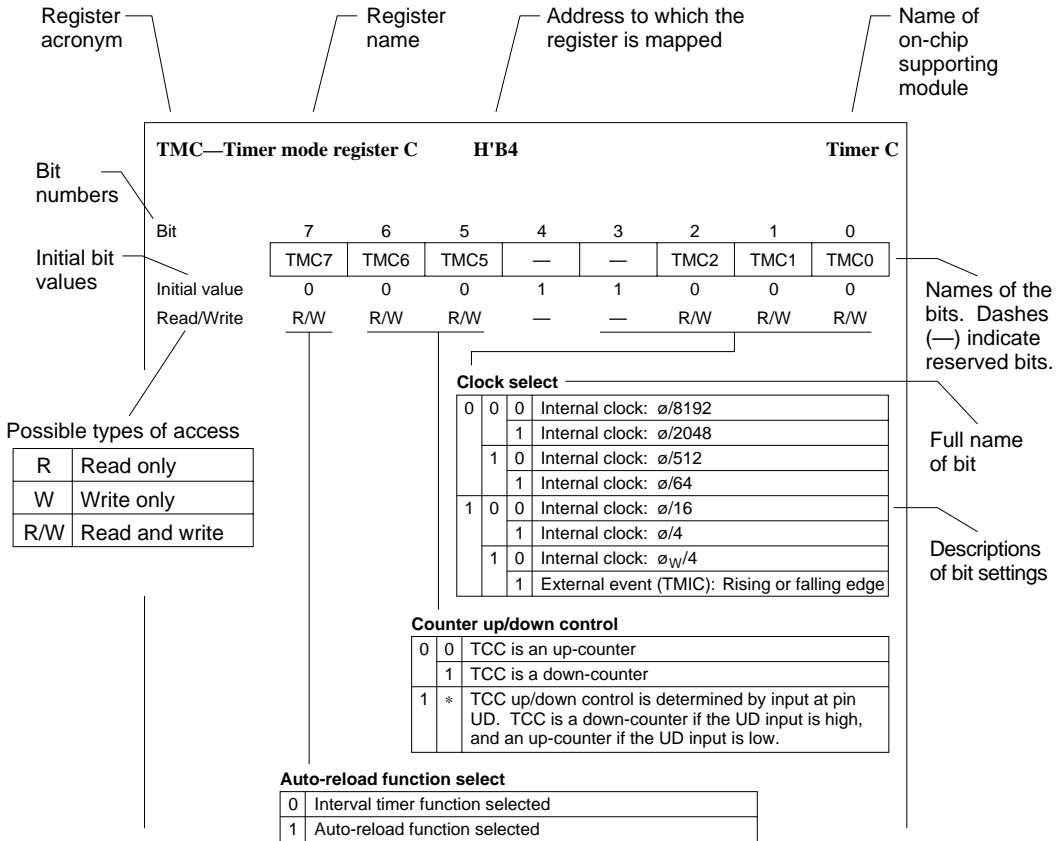 Register acronym
Register name
Address to which the register is mapped
Name of on-chip supporting module
TMC—Timer mode register C H'B4 Timer C
Bit numbers
Bit 7 6 5 4 3 2 1 0
TMC7 TMC6 TMC5 — — TMC2 TMC1 TMC0
Initial bit values
Initial value 0 0 0 1 1 0 0 0
Read/Write R/W R/W R/W — — R/W R/W R/W
Names of the bits. Dashes (—) indicate reserved bits.
Clock select
0 0 0 Internal clock: ø/8192
1 Internal clock: ø/2048
1 0 Internal clock: ø/512
1 Internal clock: ø/64
1 0 0 Internal clock: ø/16
1 Internal clock: ø/4
1 0 Internal clock: øW/4
1 External event (TMIC): Rising or falling edge
Full name of bit
Descriptions of bit settings
Possible types of access
R Read only
W Write only
R/W Read and write
Counter up/down control
0 0 TCC is an up-counter
1 TCC is a down-counter
1 * TCC up/down control is determined by input at pin
UD. TCC is a down-counter if the UD input is high,
and an up-counter if the UD input is low.
Auto-reload function select
0 Interval timer function selected
1 Auto-reload function selected